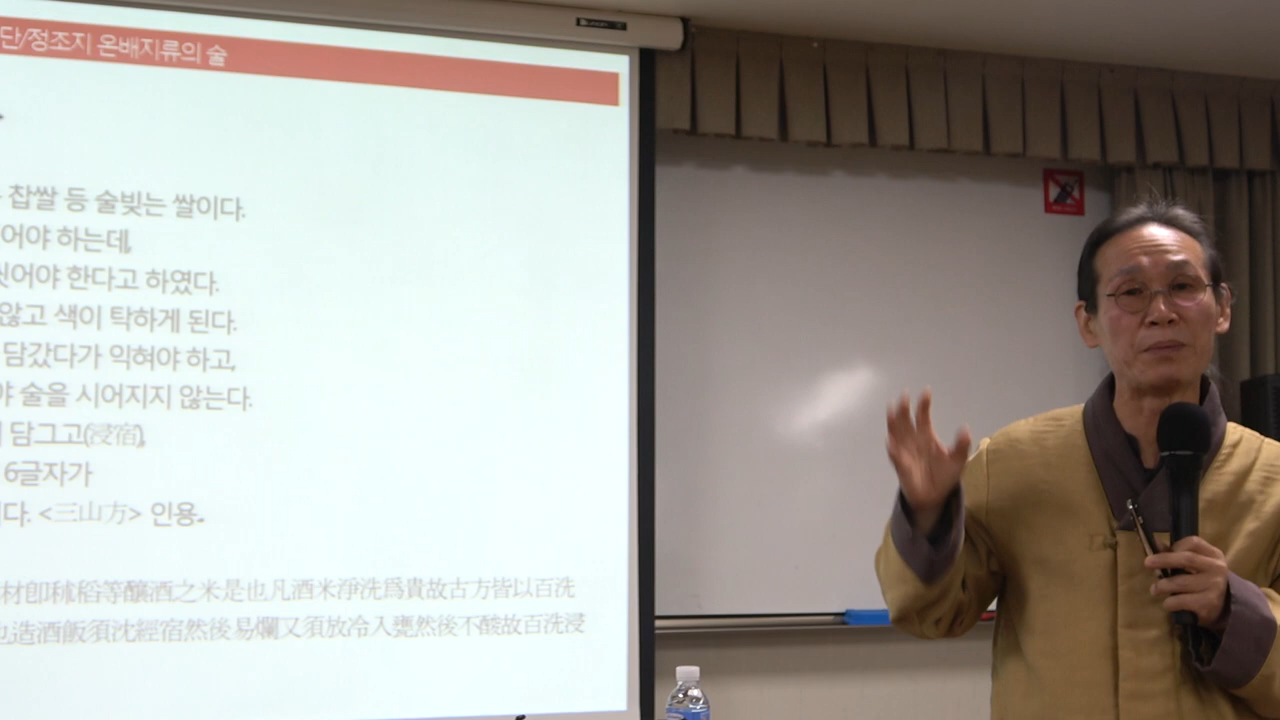 단/정조지 온배지류의 술
찹쌀 등 술빚는 쌀이다.
어야 하는데,
씻어야 한다고 하였다.
않고 색이 탁하게 된다.
담갔다가 익혀야 하고,
야 술을 시어지지 않는다.
담그고(浸宿),
6글자가
다. <三山方> 인용.
材卽秫稻等釀酒之米是也凡酒米淨洗爲貴故古方皆以百洗
也造酒飯須沈經宿然後易爛又須放冷入甕然後不酸故百洗浸